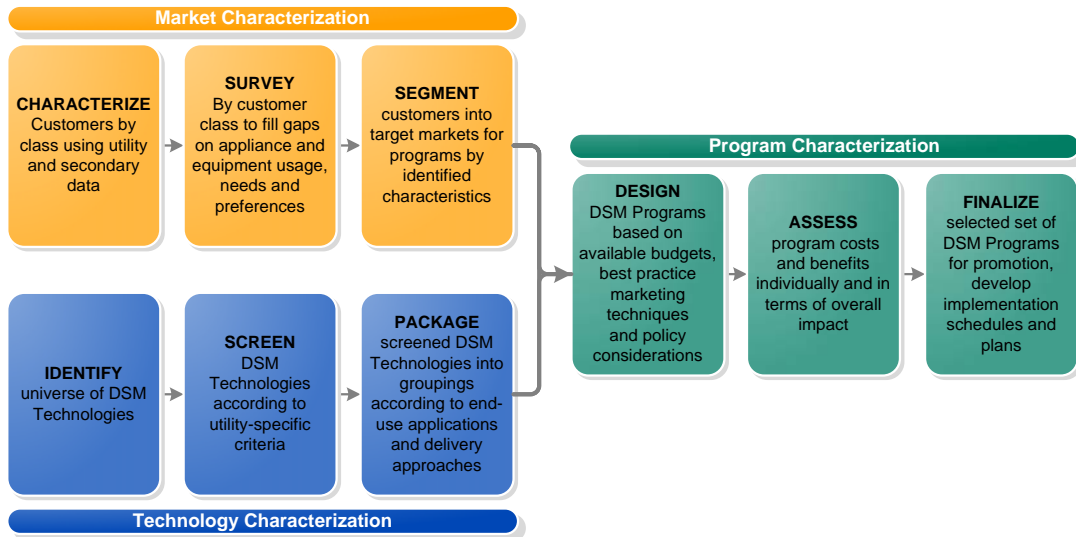 Market Characterization
CHARACTERIZE
Customers by
class using utility
and secondary
data
SURVEY
By customer
class to fill gaps
on appliance and
equipment usage,
needs and
preferences
SEGMENT
customers into
target markets for
programs by
identified
characteristics
Program Characterization
DESIGN
DSM Programs
based on
available budgets,
best practice
marketing
techniques
and policy
considerations
ASSESS
program costs
and benefits
individually and in
terms of overall
impact
FINALIZE
selected set of
DSM Programs
for promotion,
develop
implementation
schedules and
plans
IDENTIFY
universe of DSM
Technologies
SCREEN
DSM
Technologies
according to
utility-specific
criteria
PACKAGE
screened DSM
Technologies into
groupings
according to end-
use applications
and delivery
approaches
Technology Characterization